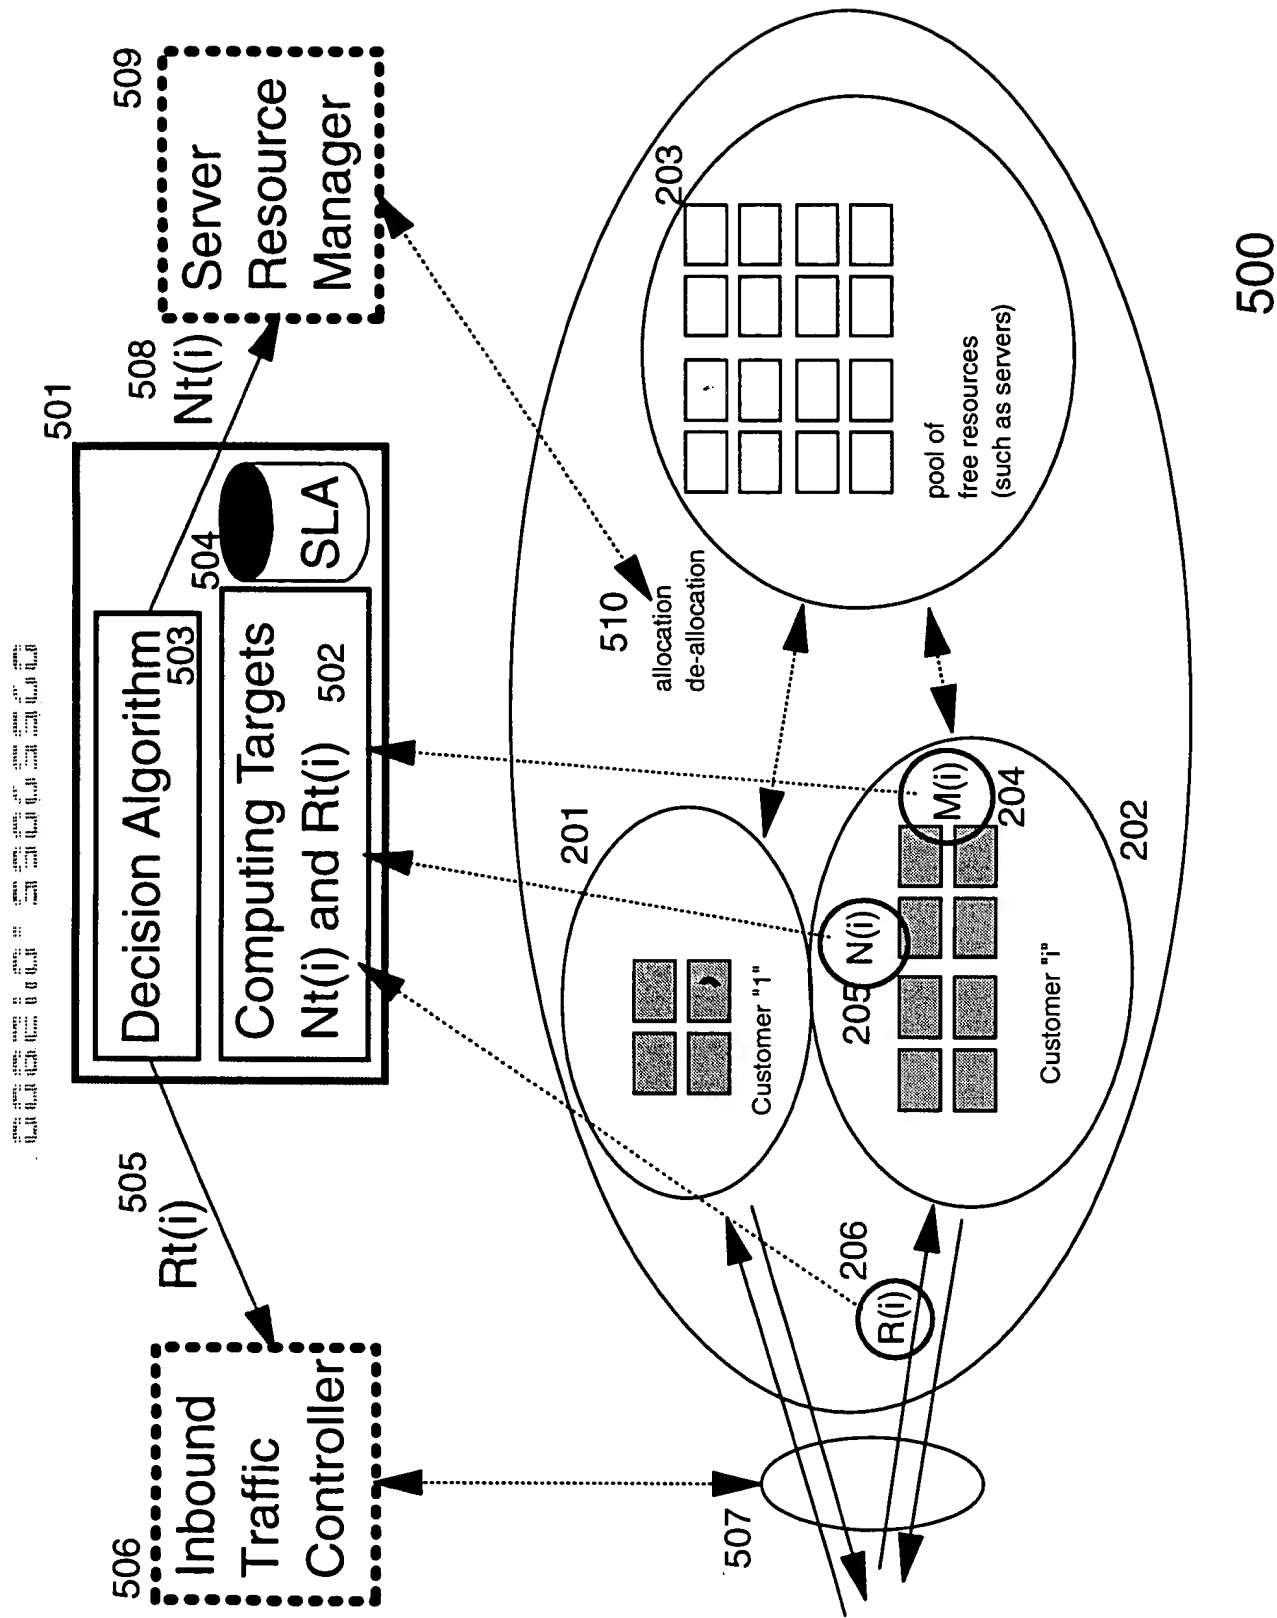 506
Inbound
Traffic
Controller
505
Rt(i)
501
Decision Algorithm
503
504
Computing Targets
Nt(i) and Rt(i)
502
SLA
508
Nt(i)
509
Server
Resource
Manager
507
510
allocation
de-allocation
201
Customer "1"
203
pool of
free resources
(such as servers)
206
R(i)
205
N(i)
M(i)
204
Customer "i"
202
500